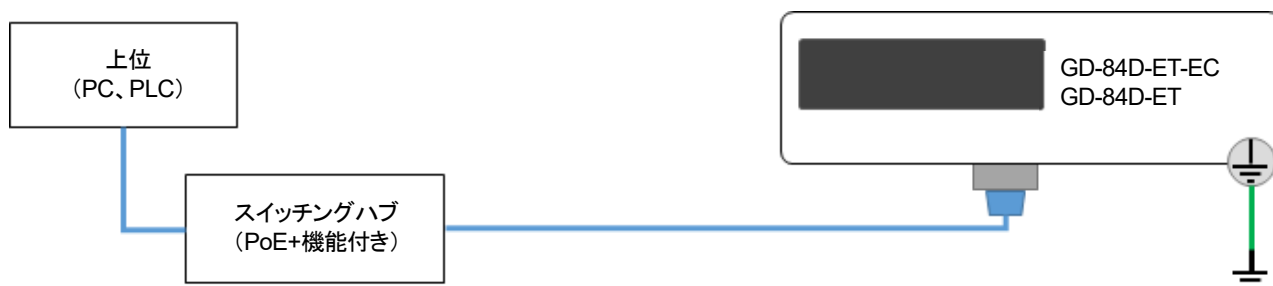 上位
（PC、PLC）
スイッチングハブ
（PoE+機能付き）
GD-84D-ET-EC
GD-84D-ET